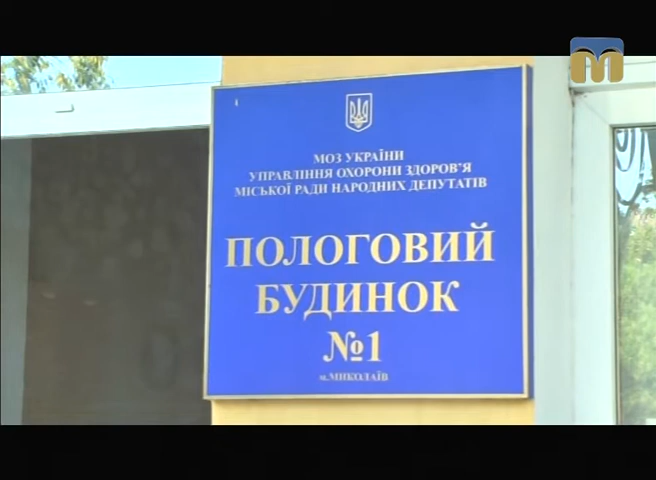 МОЗ УКРАЇНИ
УПРАВЛІННЯ ОХОРОНИ ЗДОРОВ'Я
МІСЬКОЇ РАДИ НАРОДНИХ ДЕПУТАТІВ
ПОЛОГОВИЙ
БУДИНОК
№1
м.МИКОЛАЇВ